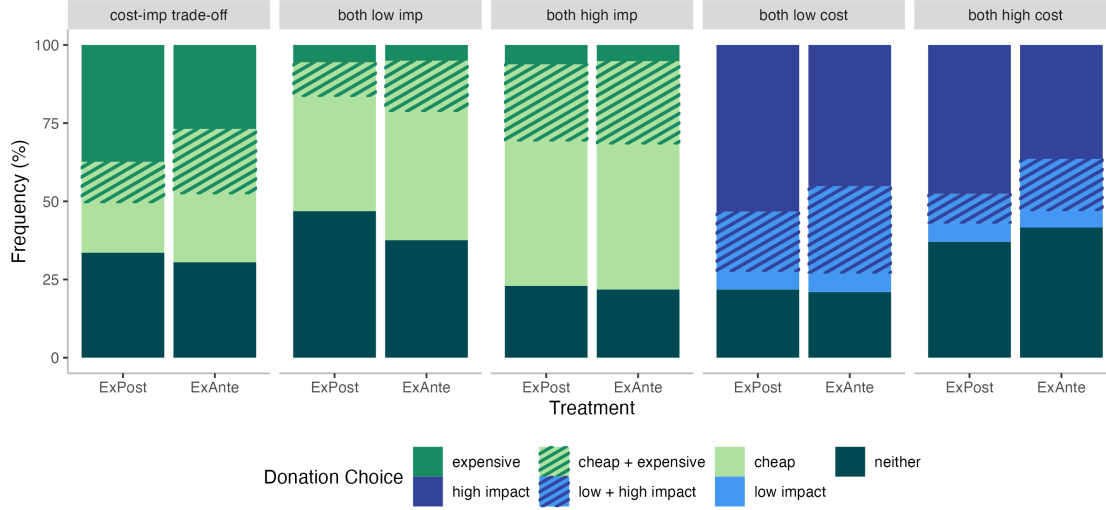 cost-imp trade-off both low imp both high imp both low cost both high cost
Frequency (%)
100
75
50
25
0
ExPost ExAnte ExPost ExAnte ExPost ExAnte ExPost ExAnte ExPost ExAnte
Treatment
Donation Choice
expensive cheap + expensive cheap neither
high impact low + high impact low impact